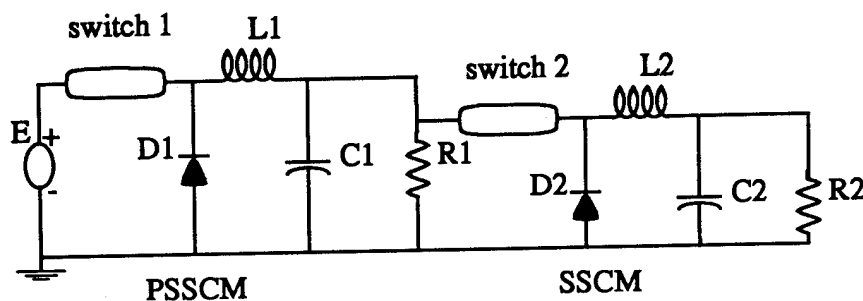 switch 1
L1
switch 2
L2
E
+
-
D1
C1
R1
D2
C2
R2
PSSCM
SSCM